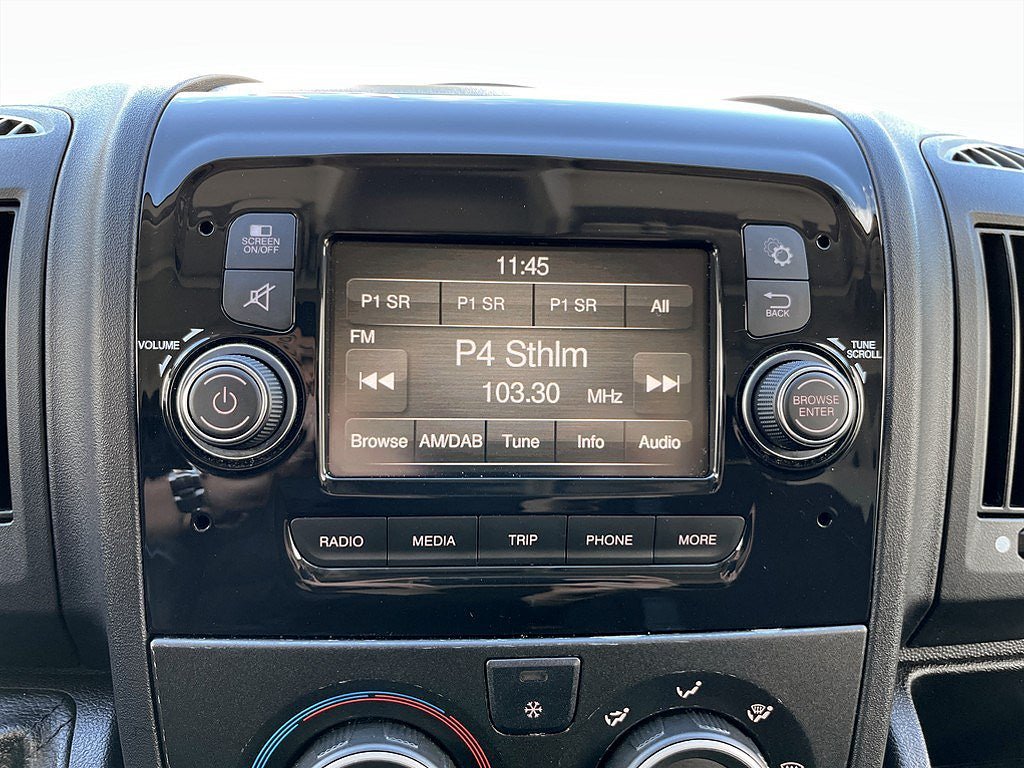 SCREEN
ON/OFF
11:45
BACK
P1 SR P1 SR P1 SR All
VOLUME
FM
TUNE
SCROLL
P4 Sthlm
103.30 MHz
BROWSE
ENTER
Browse AM/DAB Tune Info Audio
RADIO MEDIA TRIP PHONE MORE